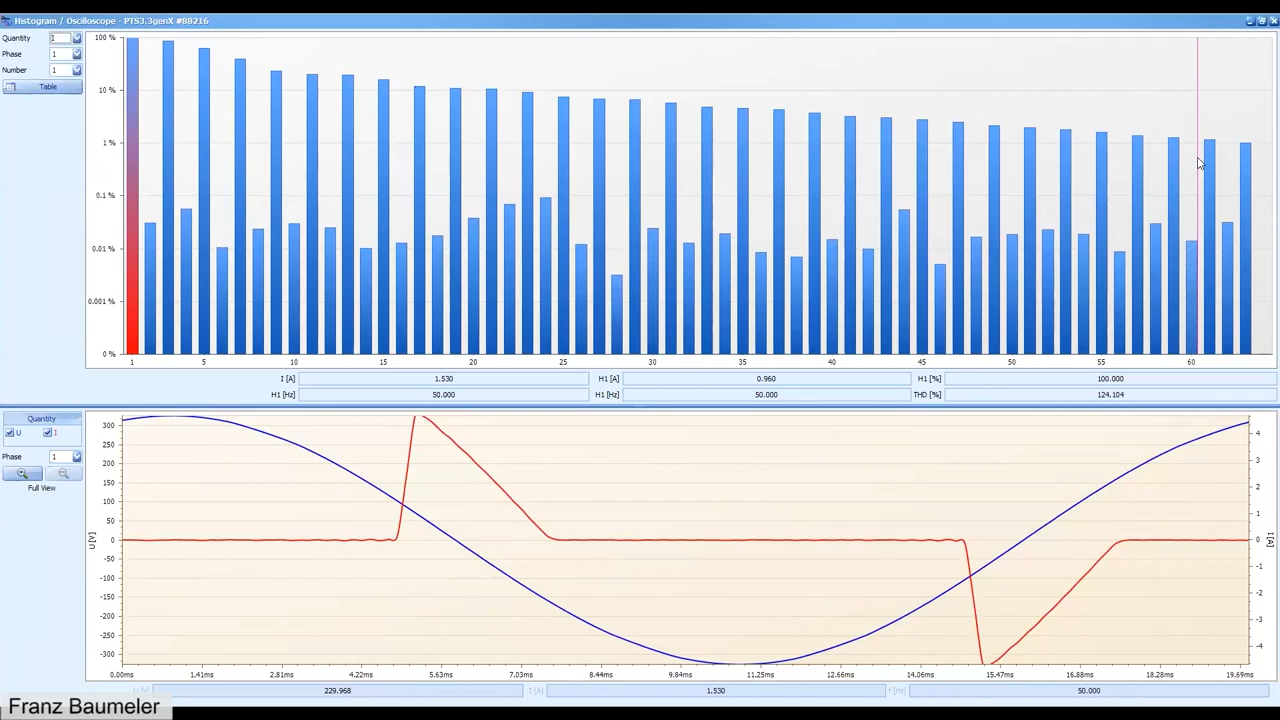 Histogram / Oscilloscope - PTS3.3genX #88216
Quantity I
Phase 1
Number 1
Table
100 %
10 %
1 %
0.1 %
0.01 %
0.001 %
0 %
1 5 10 15 20 25 30 35 40 45 50 55 60
I [A] 1.530 H1 [A] 0.960 H1 [%] 100.000
H1 [Hz] 50.000 H1 [Hz] 50.000 THD [%] 124.104
Quantity
U I
Phase 1
Full View
U [V]
300
250
200
150
100
50
0
-50
-100
-150
-200
-250
-300
4
3
2
1
0
-1
-2
-3
-4
I [A]
0.00ms 1.41ms 2.81ms 4.22ms 5.63ms 7.03ms 8.44ms 9.84ms 11.25ms 12.66ms 14.06ms 15.47ms 16.88ms 18.28ms 19.69ms
U [V] 229.968 I [A] 1.530 f [Hz] 50.000
Franz Baumeler